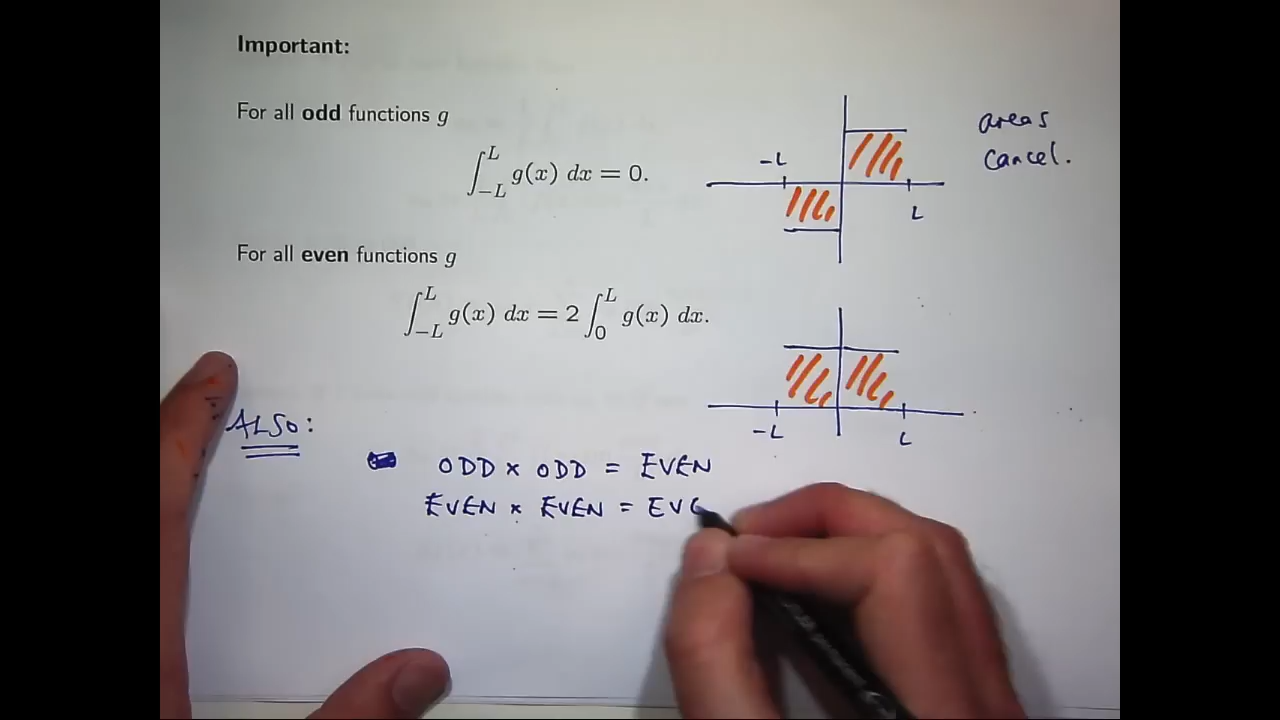 Important:
For all odd functions g
∫_{-L}^{L} g(x) dx = 0.
areas
cancel.
-L
L
For all even functions g
∫_{-L}^{L} g(x) dx = 2 ∫_{0}^{L} g(x) dx.
-L
L
ALSO:
ODD × ODD = EVEN
EVEN × EVEN = EVE